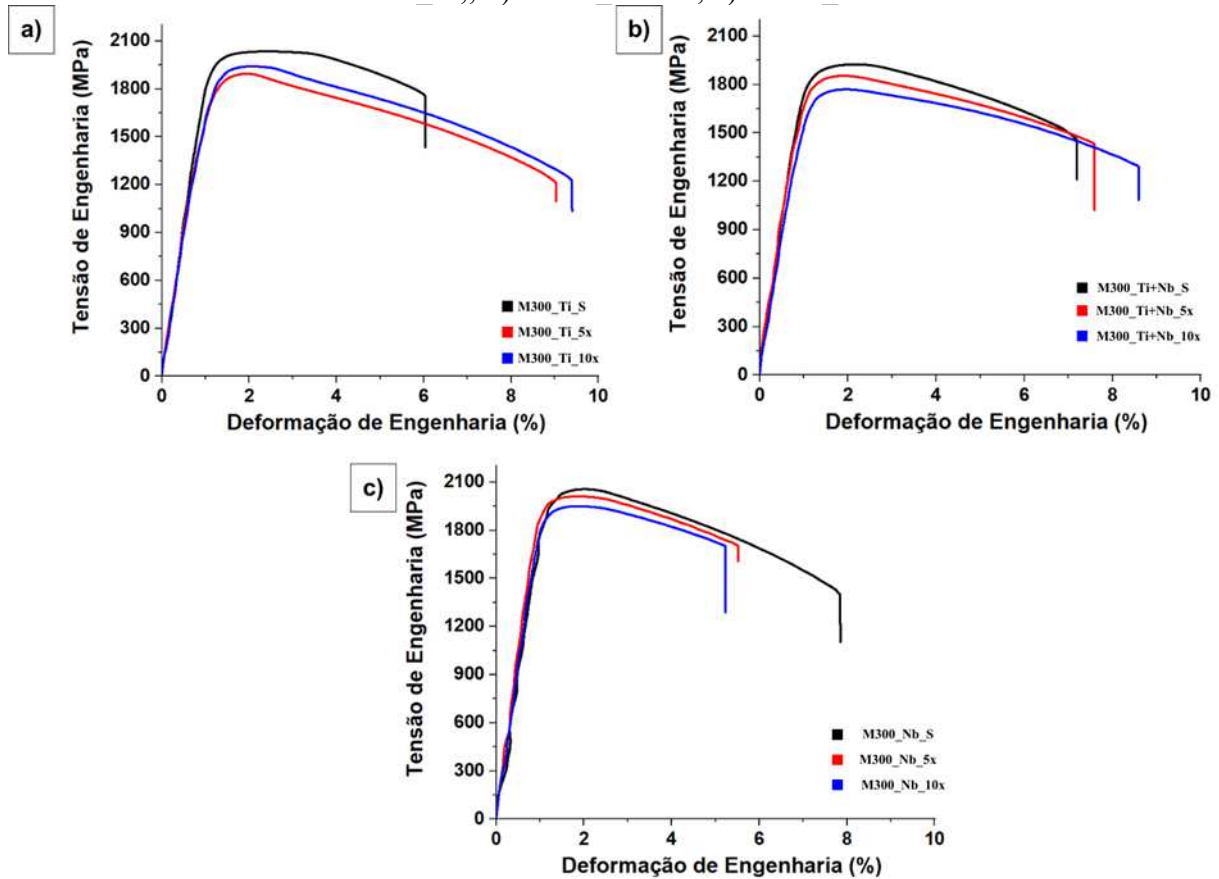 a)
2100
1800
1500
1200
900
600
300
0
Tensão de Engenharia (MPa)
M300_Ti_S
M300_Ti_5x
M300_Ti_10x
0 2 4 6 8 10
Deformação de Engenharia (%)
b)
2100
1800
1500
1200
900
600
300
0
Tensão de Engenharia (MPa)
M300_Ti+Nb_S
M300_Ti+Nb_5x
M300_Ti+Nb_10x
0 2 4 6 8 10
Deformação de Engenharia (%)
c)
2100
1800
1500
1200
900
600
300
0
Tensão de Engenharia (MPa)
M300_Nb_S
M300_Nb_5x
M300_Nb_10x
0 2 4 6 8 10
Deformação de Engenharia (%)